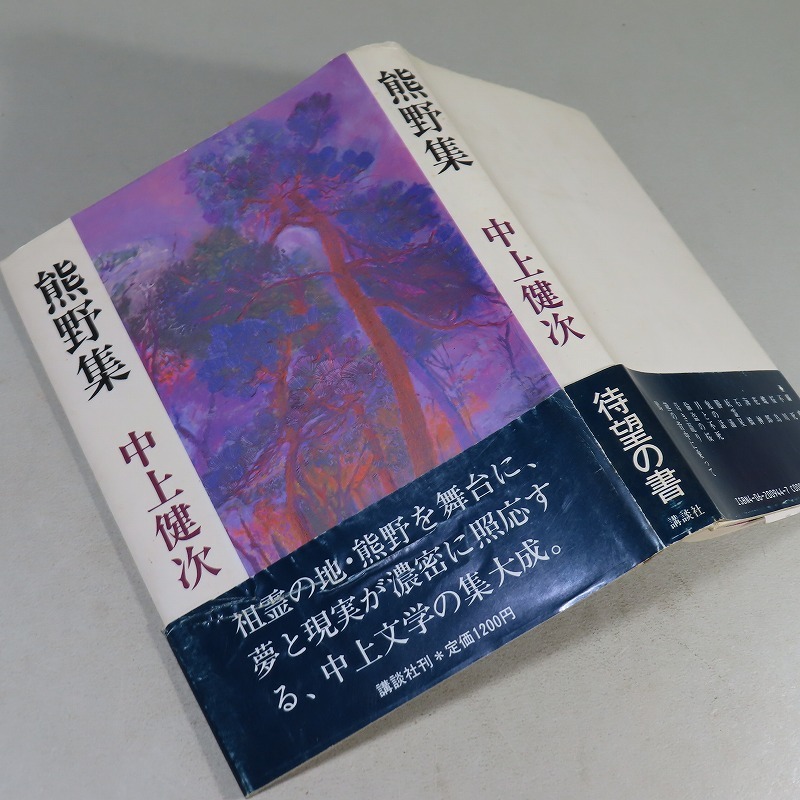 熊野集
中上健次
祖霊の地・熊野を舞台に、
夢と現実が濃密に照応す
る、中上文学の集大成。
講談社刊*定価1200円
熊野集
中上健次
待望の書
講談社